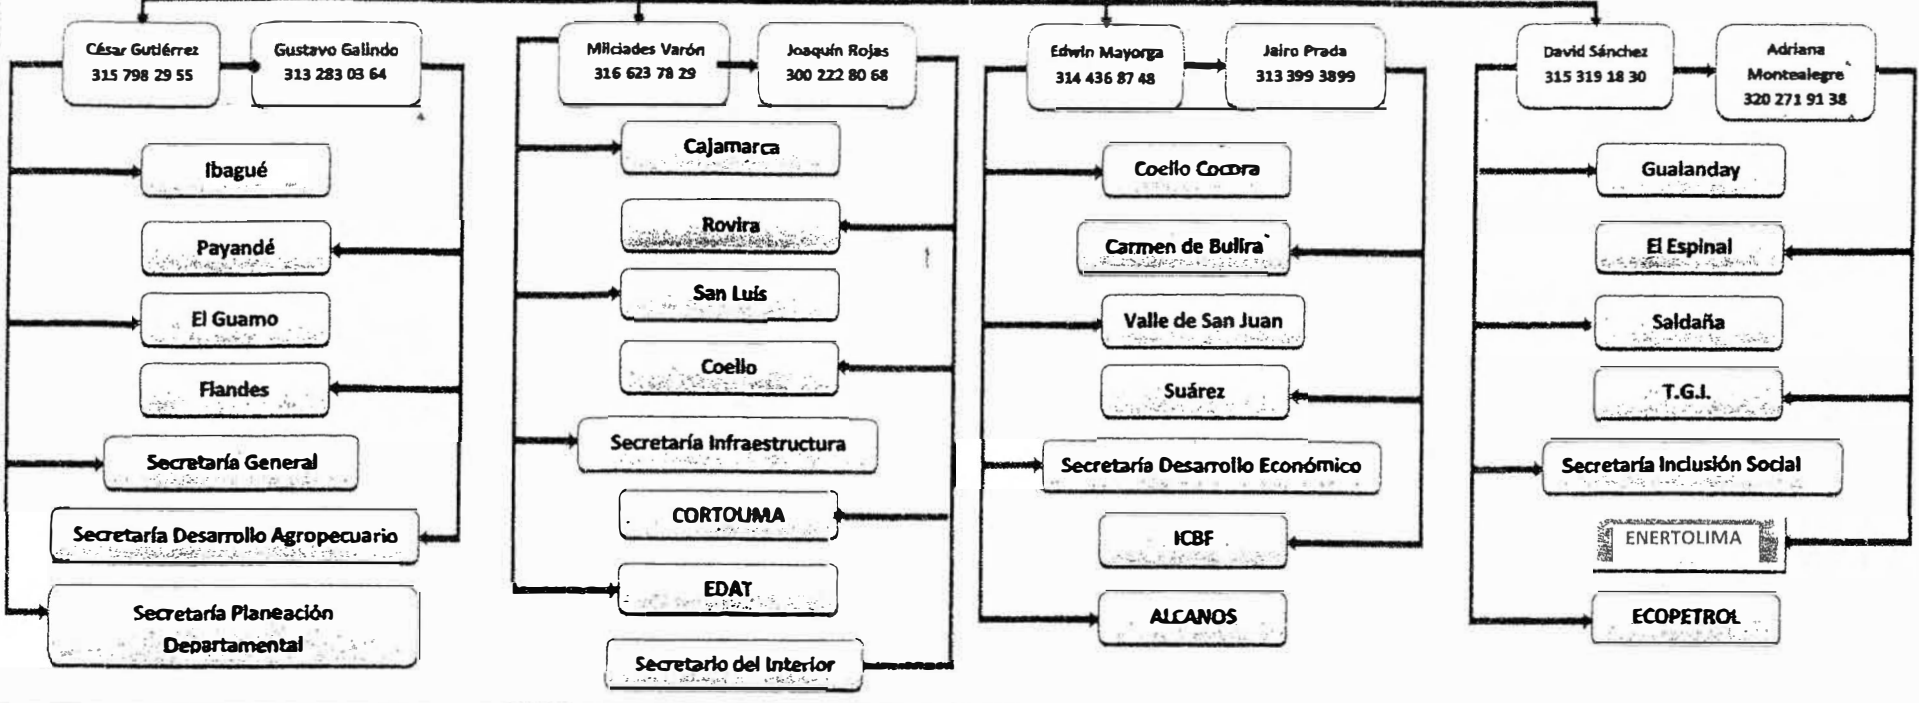 César Gutiérrez
315 798 29 55
Gustavo Galindo
313 283 03 64
Ibagué
Payandé
El Guamo
Flandes
Secretaría General
Secretaría Desarrollo Agropecuario
Secretaría Planeación
Departamental
Milciades Varón
316 623 78 29
Joaquín Rojas
300 222 80 68
Cajamarca
Rovira
San Luís
Coello
Secretaría Infraestructura
CORTOLIMA
EDAT
Secretario del Interior
Edwin Mayorga
314 436 87 48
Jairo Prada
313 399 3899
Coello Cocora
Carmen de Bulira
Valle de San Juan
Suárez
Secretaría Desarrollo Económico
ICBF
ALCANOS
David Sánchez
315 319 18 30
Adriana
Montealegre
320 271 91 38
Gualanday
El Espinal
Saldaña
T.G.I.
Secretaría Inclusión Social
ENERTOLIMA
ECOPETROL